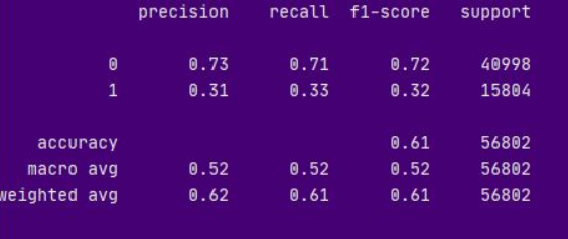 precision recall f1-score support
0 0.73 0.71 0.72 40998
1 0.31 0.33 0.32 15804
accuracy 0.61 56802
macro avg 0.52 0.52 0.52 56802
weighted avg 0.62 0.61 0.61 56802